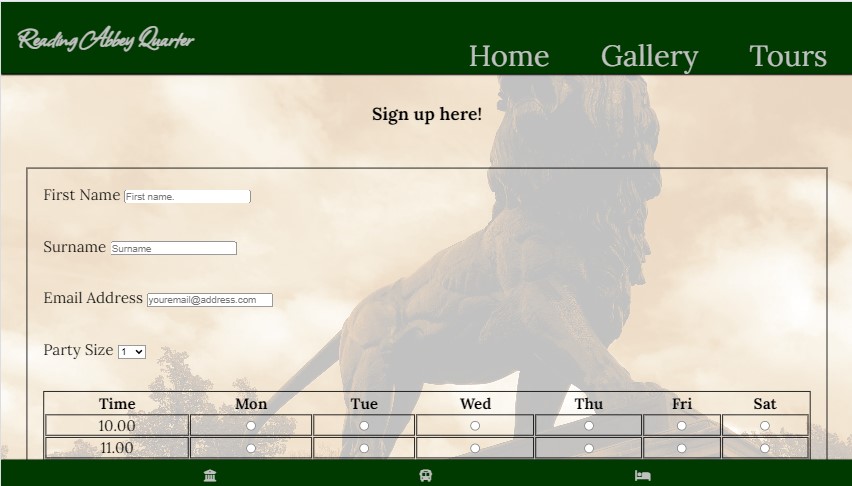 Reading Abbey Quarter
Home Gallery Tours
Sign up here!
First Name First name.
Surname Surname
Email Address youremail@address.com
Party Size 1
Time Mon Tue Wed Thu Fri Sat
10.00
11.00